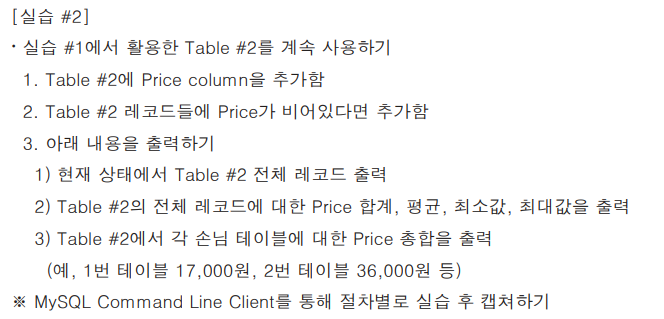 [실습 #2]
· 실습 #1에서 활용한 Table #2를 계속 사용하기
1. Table #2에 Price column을 추가함
2. Table #2 레코드들에 Price가 비어있다면 추가함
3. 아래 내용을 출력하기
1) 현재 상태에서 Table #2 전체 레코드 출력
2) Table #2의 전체 레코드에 대한 Price 합계, 평균, 최소값, 최대값을 출력
3) Table #2에서 각 손님 테이블에 대한 Price 총합을 출력
(예, 1번 테이블 17,000원, 2번 테이블 36,000원 등)
※ MySQL Command Line Client를 통해 절차별로 실습 후 캡쳐하기